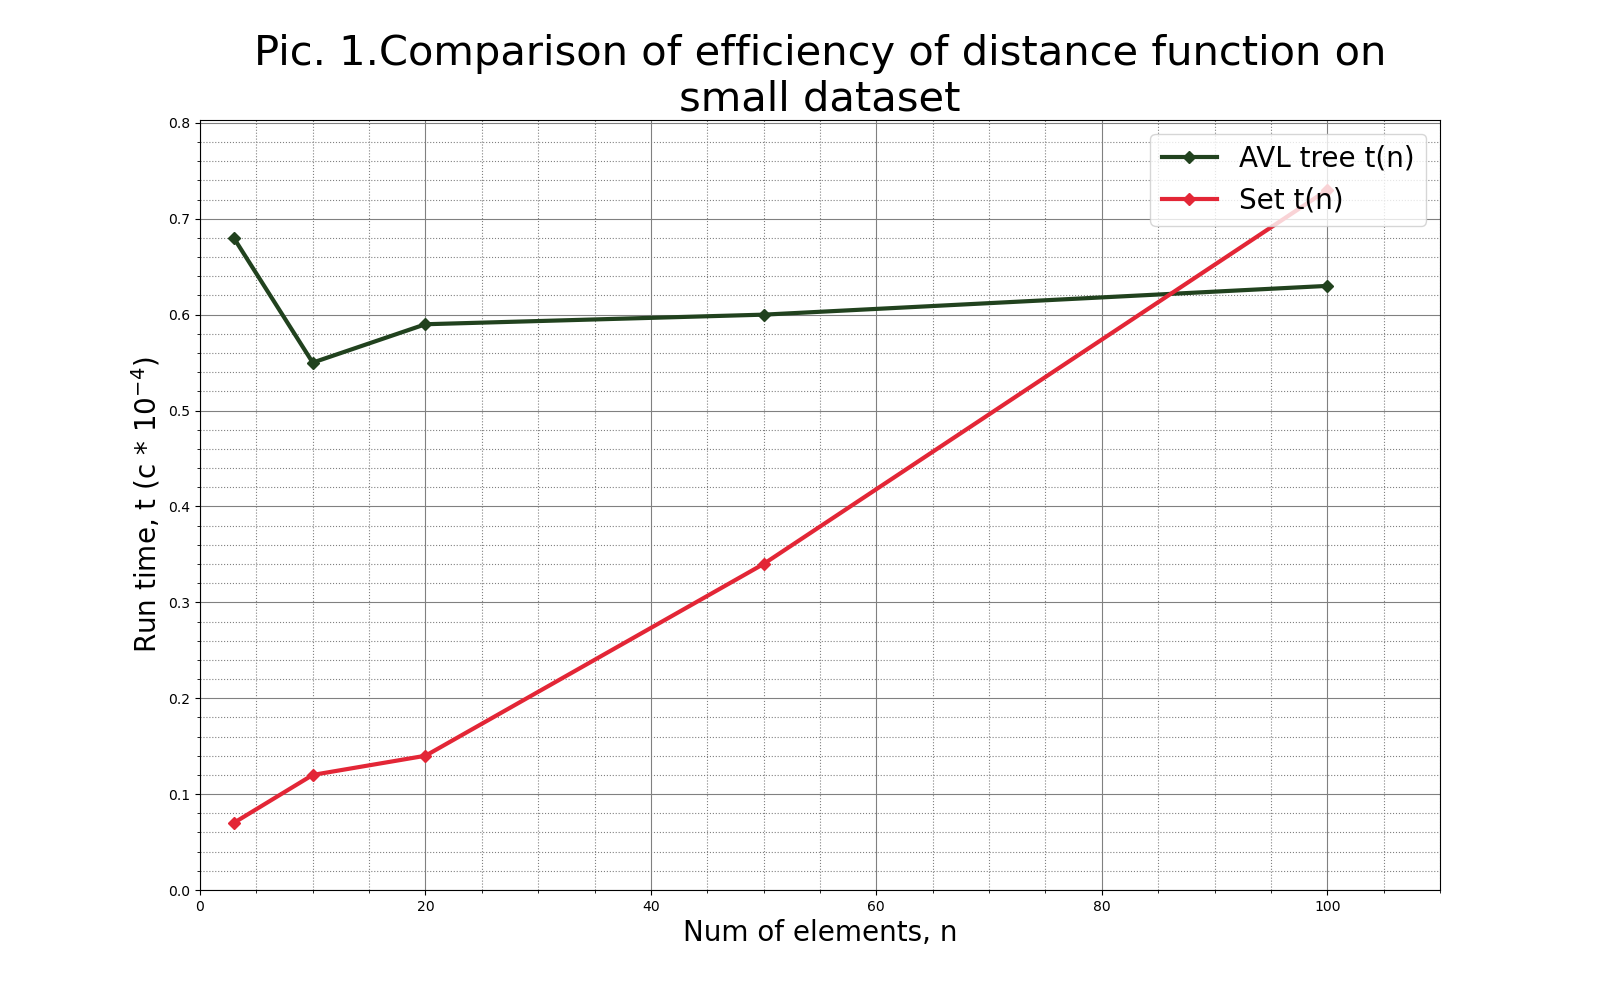 Pic. 1.Comparison of efficiency of distance function on
small dataset
AVL tree t(n)
Set t(n)
0.8
0.7
0.6
0.5
0.4
0.3
0.2
0.1
0.0
Run time, t (c * 10⁻⁴)
0 20 40 60 80 100
Num of elements, n